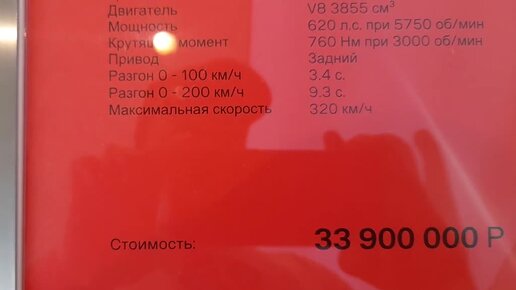 Двигатель V8 3855 см³
Мощность 620 л.с. при 5750 об/мин
Крутящий момент 760 Нм при 3000 об/мин
Привод Задний
Разгон 0 - 100 км/ч 3.4 с.
Разгон 0 - 200 км/ч 9.3 с.
Максимальная скорость 320 км/ч
Стоимость: 33 900 000 Р